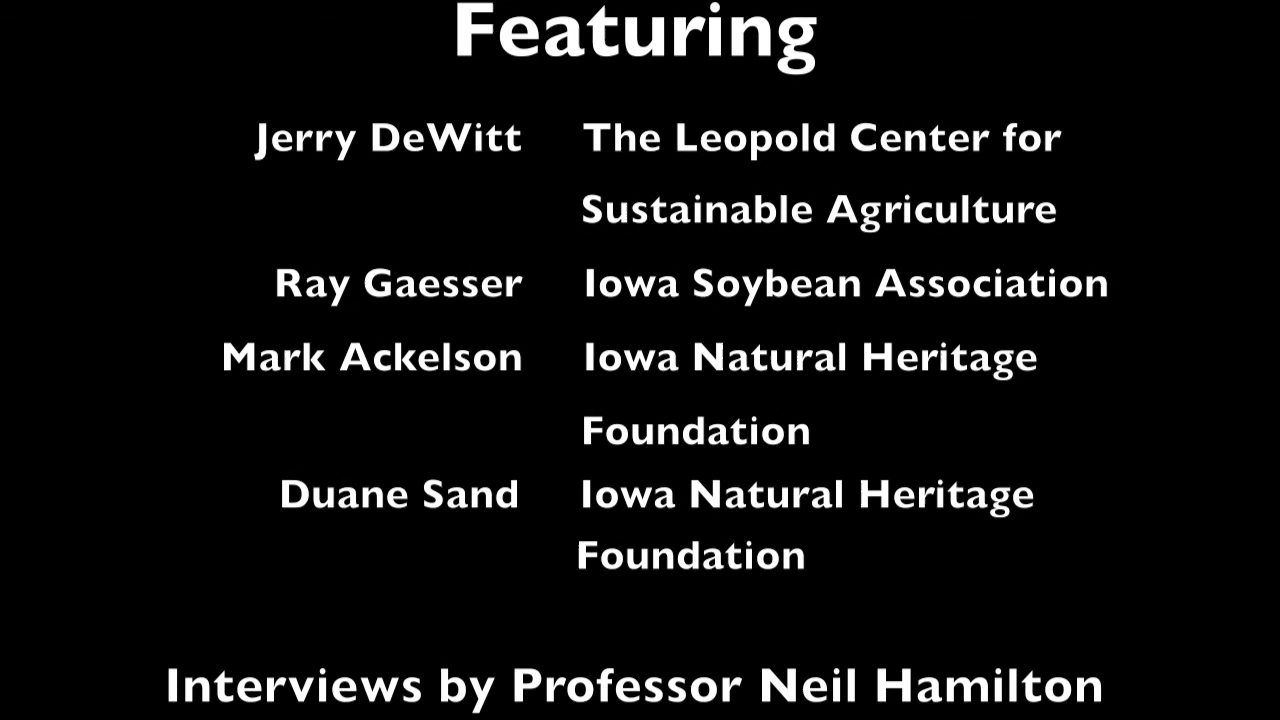 Featuring
Jerry DeWitt The Leopold Center for
Sustainable Agriculture
Ray Gaesser Iowa Soybean Association
Mark Ackelson Iowa Natural Heritage
Foundation
Duane Sand Iowa Natural Heritage
Foundation
Interviews by Professor Neil Hamilton